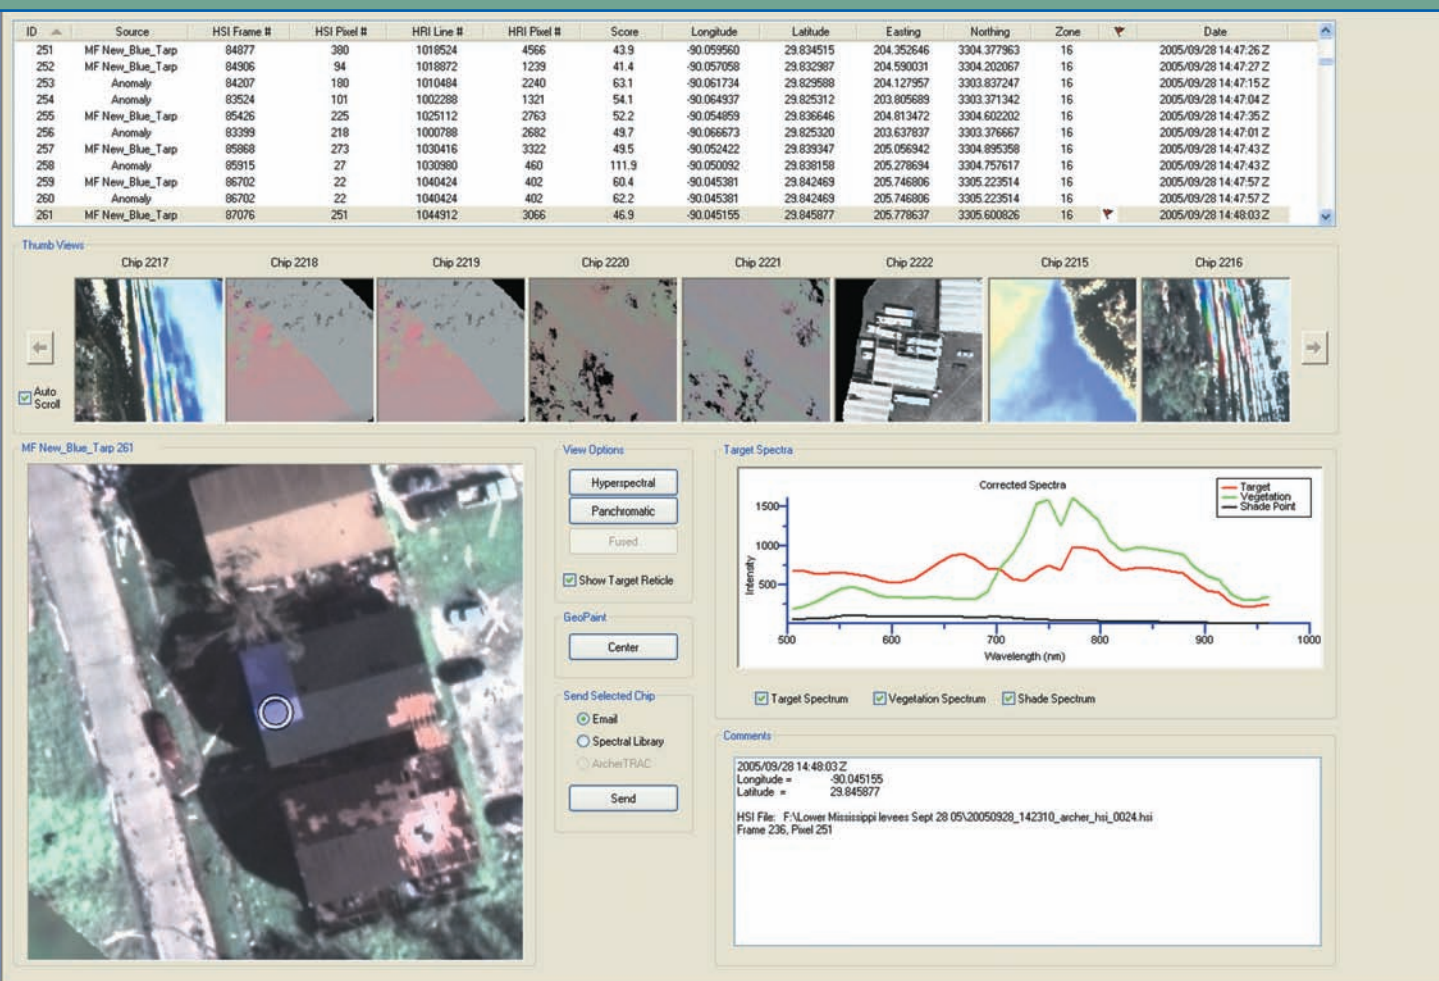 ID Source HSI Frame # HSI Pixel # HRI Line # HRI Pixel # Score Longitude Latitude Easting Northing Zone Date
251 MF New_Blue_Tarp 84877 380 1018524 4566 43.9 -90.059560 29.834515 204.352646 3304.377963 16 2005/09/28 14:47:26 Z
252 MF New_Blue_Tarp 84906 94 1018872 1239 41.4 -90.057058 29.832987 204.590031 3304.202067 16 2005/09/28 14:47:27 Z
253 Anomaly 84207 180 1010484 2240 63.1 -90.061734 29.829588 204.127957 3303.837247 16 2005/09/28 14:47:15 Z
254 Anomaly 83524 101 1002288 1321 54.1 -90.064937 29.825312 203.805689 3303.371342 16 2005/09/28 14:47:04 Z
255 MF New_Blue_Tarp 85426 225 1025112 2763 52.2 -90.054859 29.836646 204.813472 3304.602202 16 2005/09/28 14:47:35 Z
256 Anomaly 83399 218 1000788 2682 49.7 -90.066673 29.825320 203.637837 3303.376667 16 2005/09/28 14:47:01 Z
257 MF New_Blue_Tarp 85868 273 1030416 3322 49.5 -90.052422 29.839347 205.056942 3304.895358 16 2005/09/28 14:47:43 Z
258 Anomaly 85915 27 1030980 460 111.9 -90.050092 29.838158 205.278694 3304.757617 16 2005/09/28 14:47:43 Z
259 MF New_Blue_Tarp 86702 22 1040424 402 60.4 -90.045381 29.842469 205.746806 3305.223514 16 2005/09/28 14:47:57 Z
260 Anomaly 86702 22 1040424 402 62.2 -90.045381 29.842469 205.746806 3305.223514 16 2005/09/28 14:47:57 Z
261 MF New_Blue_Tarp 87076 251 1044912 3066 46.9 -90.045155 29.845877 205.778637 3305.600826 16 2005/09/28 14:48:03 Z
Thumb Views
Chip 2217 Chip 2218 Chip 2219 Chip 2220 Chip 2221 Chip 2222 Chip 2215 Chip 2216
Auto
Scroll
MF New_Blue_Tarp 261
View Options
Hyperspectral
Panchromatic
Fused
Show Target Reticle
GeoPaint
Center
Send Selected Chip
Email
Spectral Library
ArcherTRAC
Send
Target Spectra
Corrected Spectra
Target
Vegetation
Shade Point
1500
1000
500
Intensity
500 600 700 800 900 1000
Wavelength (nm)
Target Spectrum Vegetation Spectrum Shade Spectrum
Comments
2005/09/28 14:48:03 Z
Longitude = -90.045155
Latitude = 29.845877
HSI File: F:\Lower Mississippi levees Sept 28 05\20050928_142310_archer_hsi_0024.hsi
Frame 236, Pixel 251